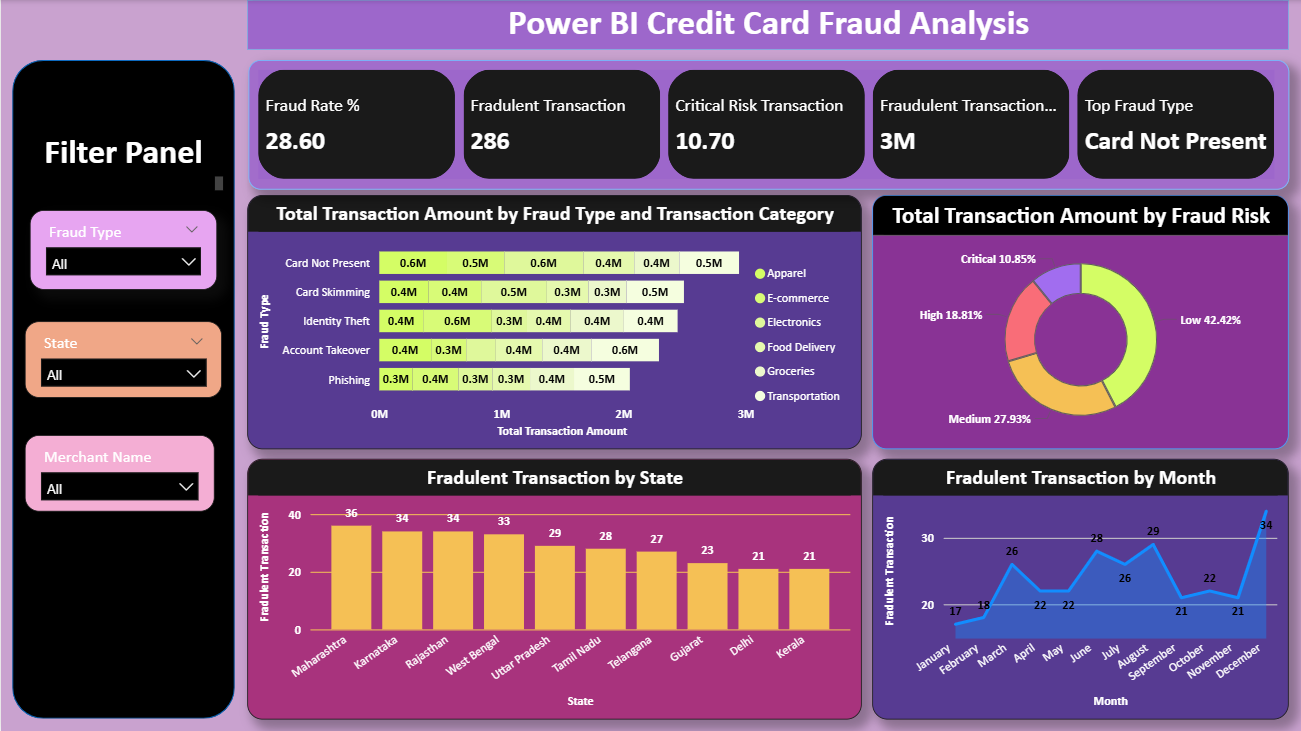 Power BI Credit Card Fraud Analysis
Filter Panel
Fraud Type
All
State
All
Merchant Name
All
Fraud Rate %
28.60
Fradulent Transaction
286
Critical Risk Transaction
10.70
Fraudulent Transaction...
3M
Top Fraud Type
Card Not Present
Total Transaction Amount by Fraud Type and Transaction Category
Fraud Type
Card Not Present 0.6M 0.5M 0.6M 0.4M 0.4M 0.5M
Card Skimming 0.4M 0.4M 0.5M 0.3M 0.3M 0.5M
Identity Theft 0.4M 0.6M 0.3M 0.4M 0.4M 0.4M
Account Takeover 0.4M 0.3M 0.4M 0.4M 0.6M
Phishing 0.3M 0.4M 0.3M 0.3M 0.4M 0.5M
0M 1M 2M 3M
Total Transaction Amount
Apparel
E-commerce
Electronics
Food Delivery
Groceries
Transportation
Total Transaction Amount by Fraud Risk
Critical 10.85%
High 18.81%
Low 42.42%
Medium 27.93%
Fradulent Transaction by State
Fradulent Transaction
40
20
0
36 34 34 33 29 28 27 23 21 21
Maharashtra Karnataka Rajasthan West Bengal Uttar Pradesh Tamil Nadu Telangana Gujarat Delhi Kerala
State
Fradulent Transaction by Month
Fradulent Transaction
30
20
17 18 26 22 22 28 26 29 21 22 21 34
January February March April May June July August September October November December
Month